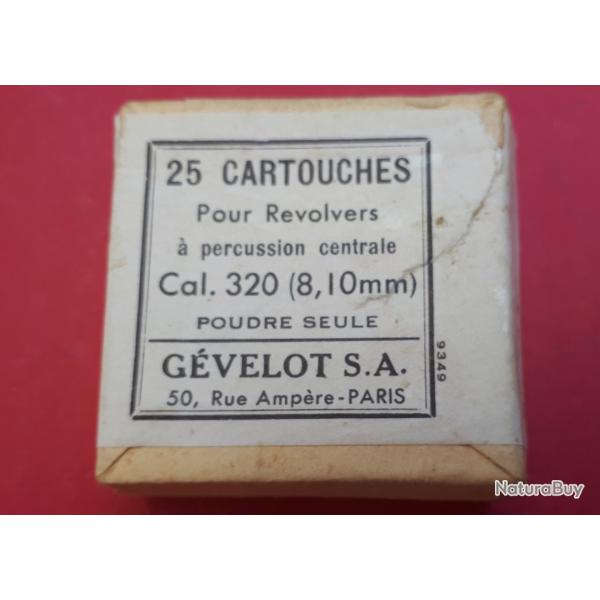 25 CARTOUCHES
Pour Revolvers
à percussion centrale
Cal. 320 (8,10mm)
POUDRE SEULE
GÉVELOT S.A.
50, Rue Ampère-PARIS
9349
NaturaBuy